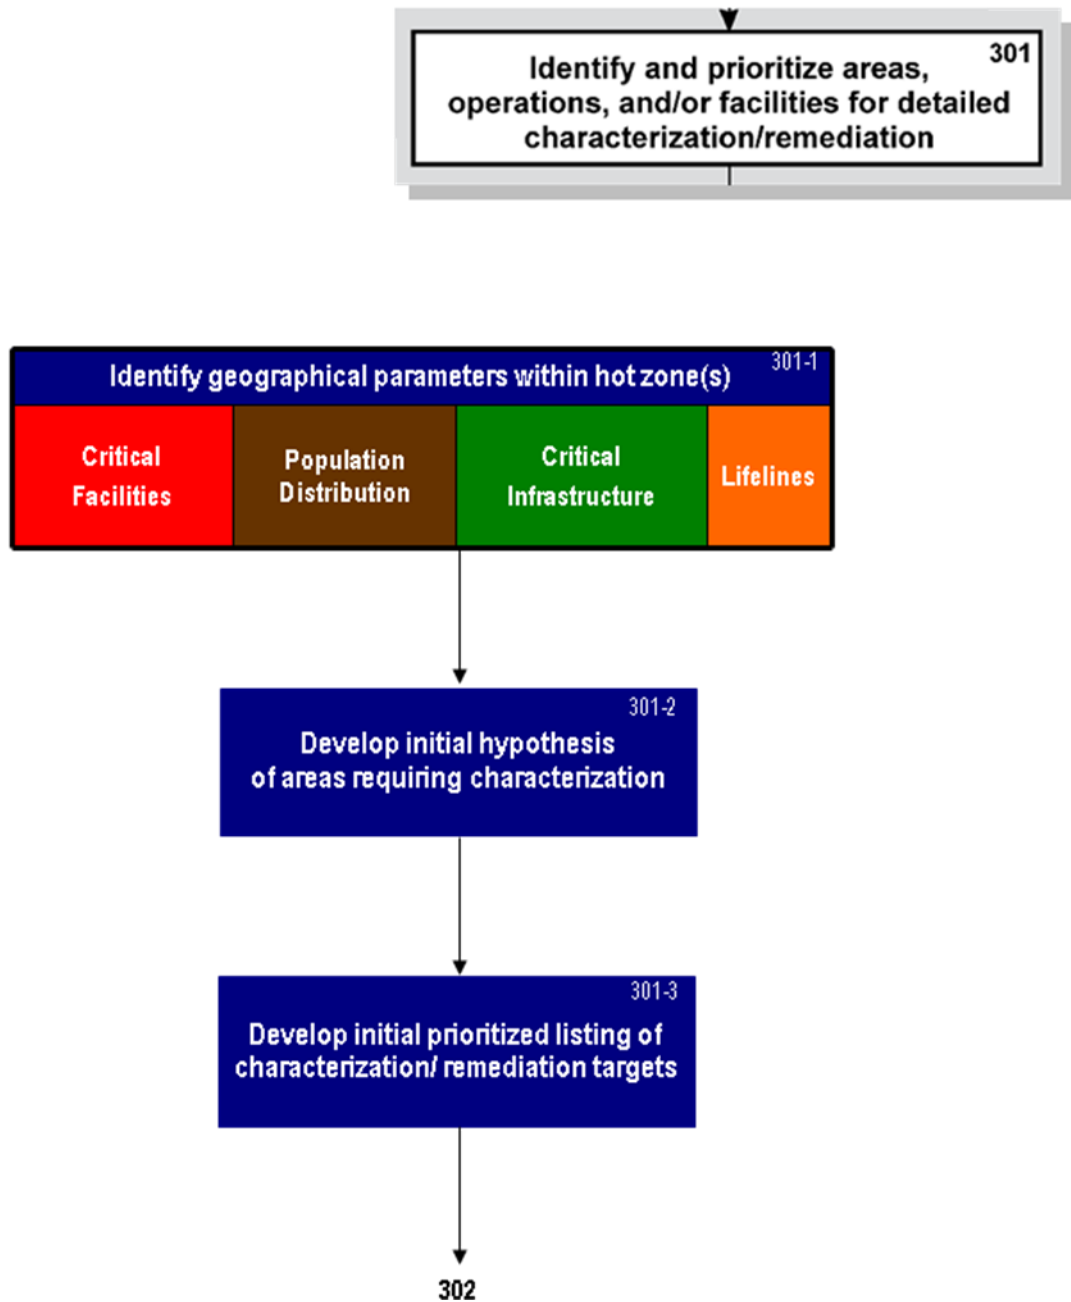 301
Identify and prioritize areas,
operations, and/or facilities for detailed
characterization/remediation
301-1
Identify geographical parameters within hot zone(s)
Critical
Facilities
Population
Distribution
Critical
Infrastructure
Lifelines
301-2
Develop initial hypothesis
of areas requiring characterization
301-3
Develop initial prioritized listing of
characterization/ remediation targets
302